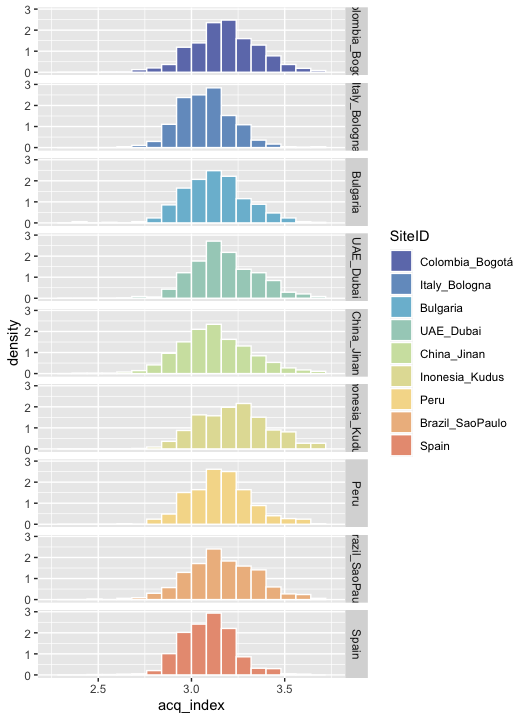 3
2
1
0
olombia_Bogo
3
2
1
0
Italy_Bologna
3
2
1
0
Bulgaria
3
2
1
0
UAE_Dubai
3
2
1
0
China_Jinan
3
2
1
0
nonesia_Kudu
3
2
1
0
Peru
3
2
1
0
razil_SaoPau
3
2
1
0
Spain
density
2.5 3.0 3.5
acq_index
SiteID
Colombia_Bogotá
Italy_Bologna
Bulgaria
UAE_Dubai
China_Jinan
Inonesia_Kudus
Peru
Brazil_SaoPaulo
Spain